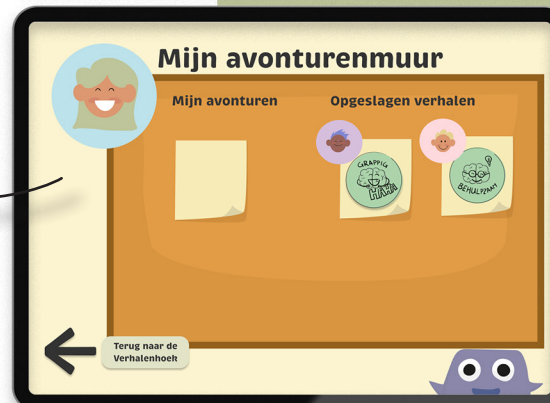 Mijn avonturenmuur
Mijn avonturen
Opgeslagen verhalen
GRAPPIG
HAHA
BEHULPZAAM
Terug naar de
Verhalenhoek